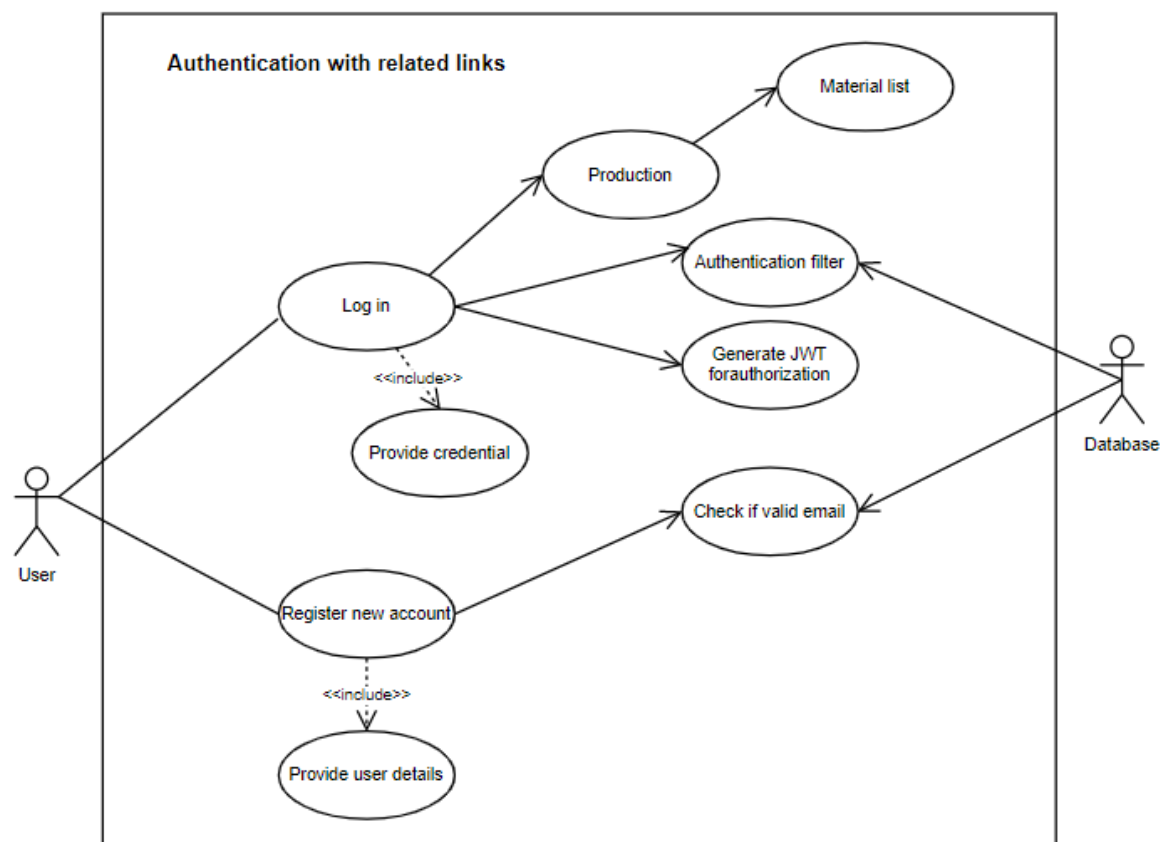 Authentication with related links
Material list
Production
Authentication filter
Log in
Generate JWT
forauthorization
<<include>>
Provide credential
Database
Check if valid email
User
Register new account
<<include>>
Provide user details